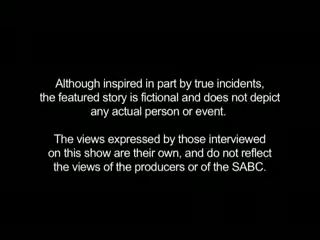 Although inspired in part by true incidents,
the featured story is fictional and does not depict
any actual person or event.
The views expressed by those interviewed
on this show are their own, and do not reflect
the views of the producers or of the SABC.